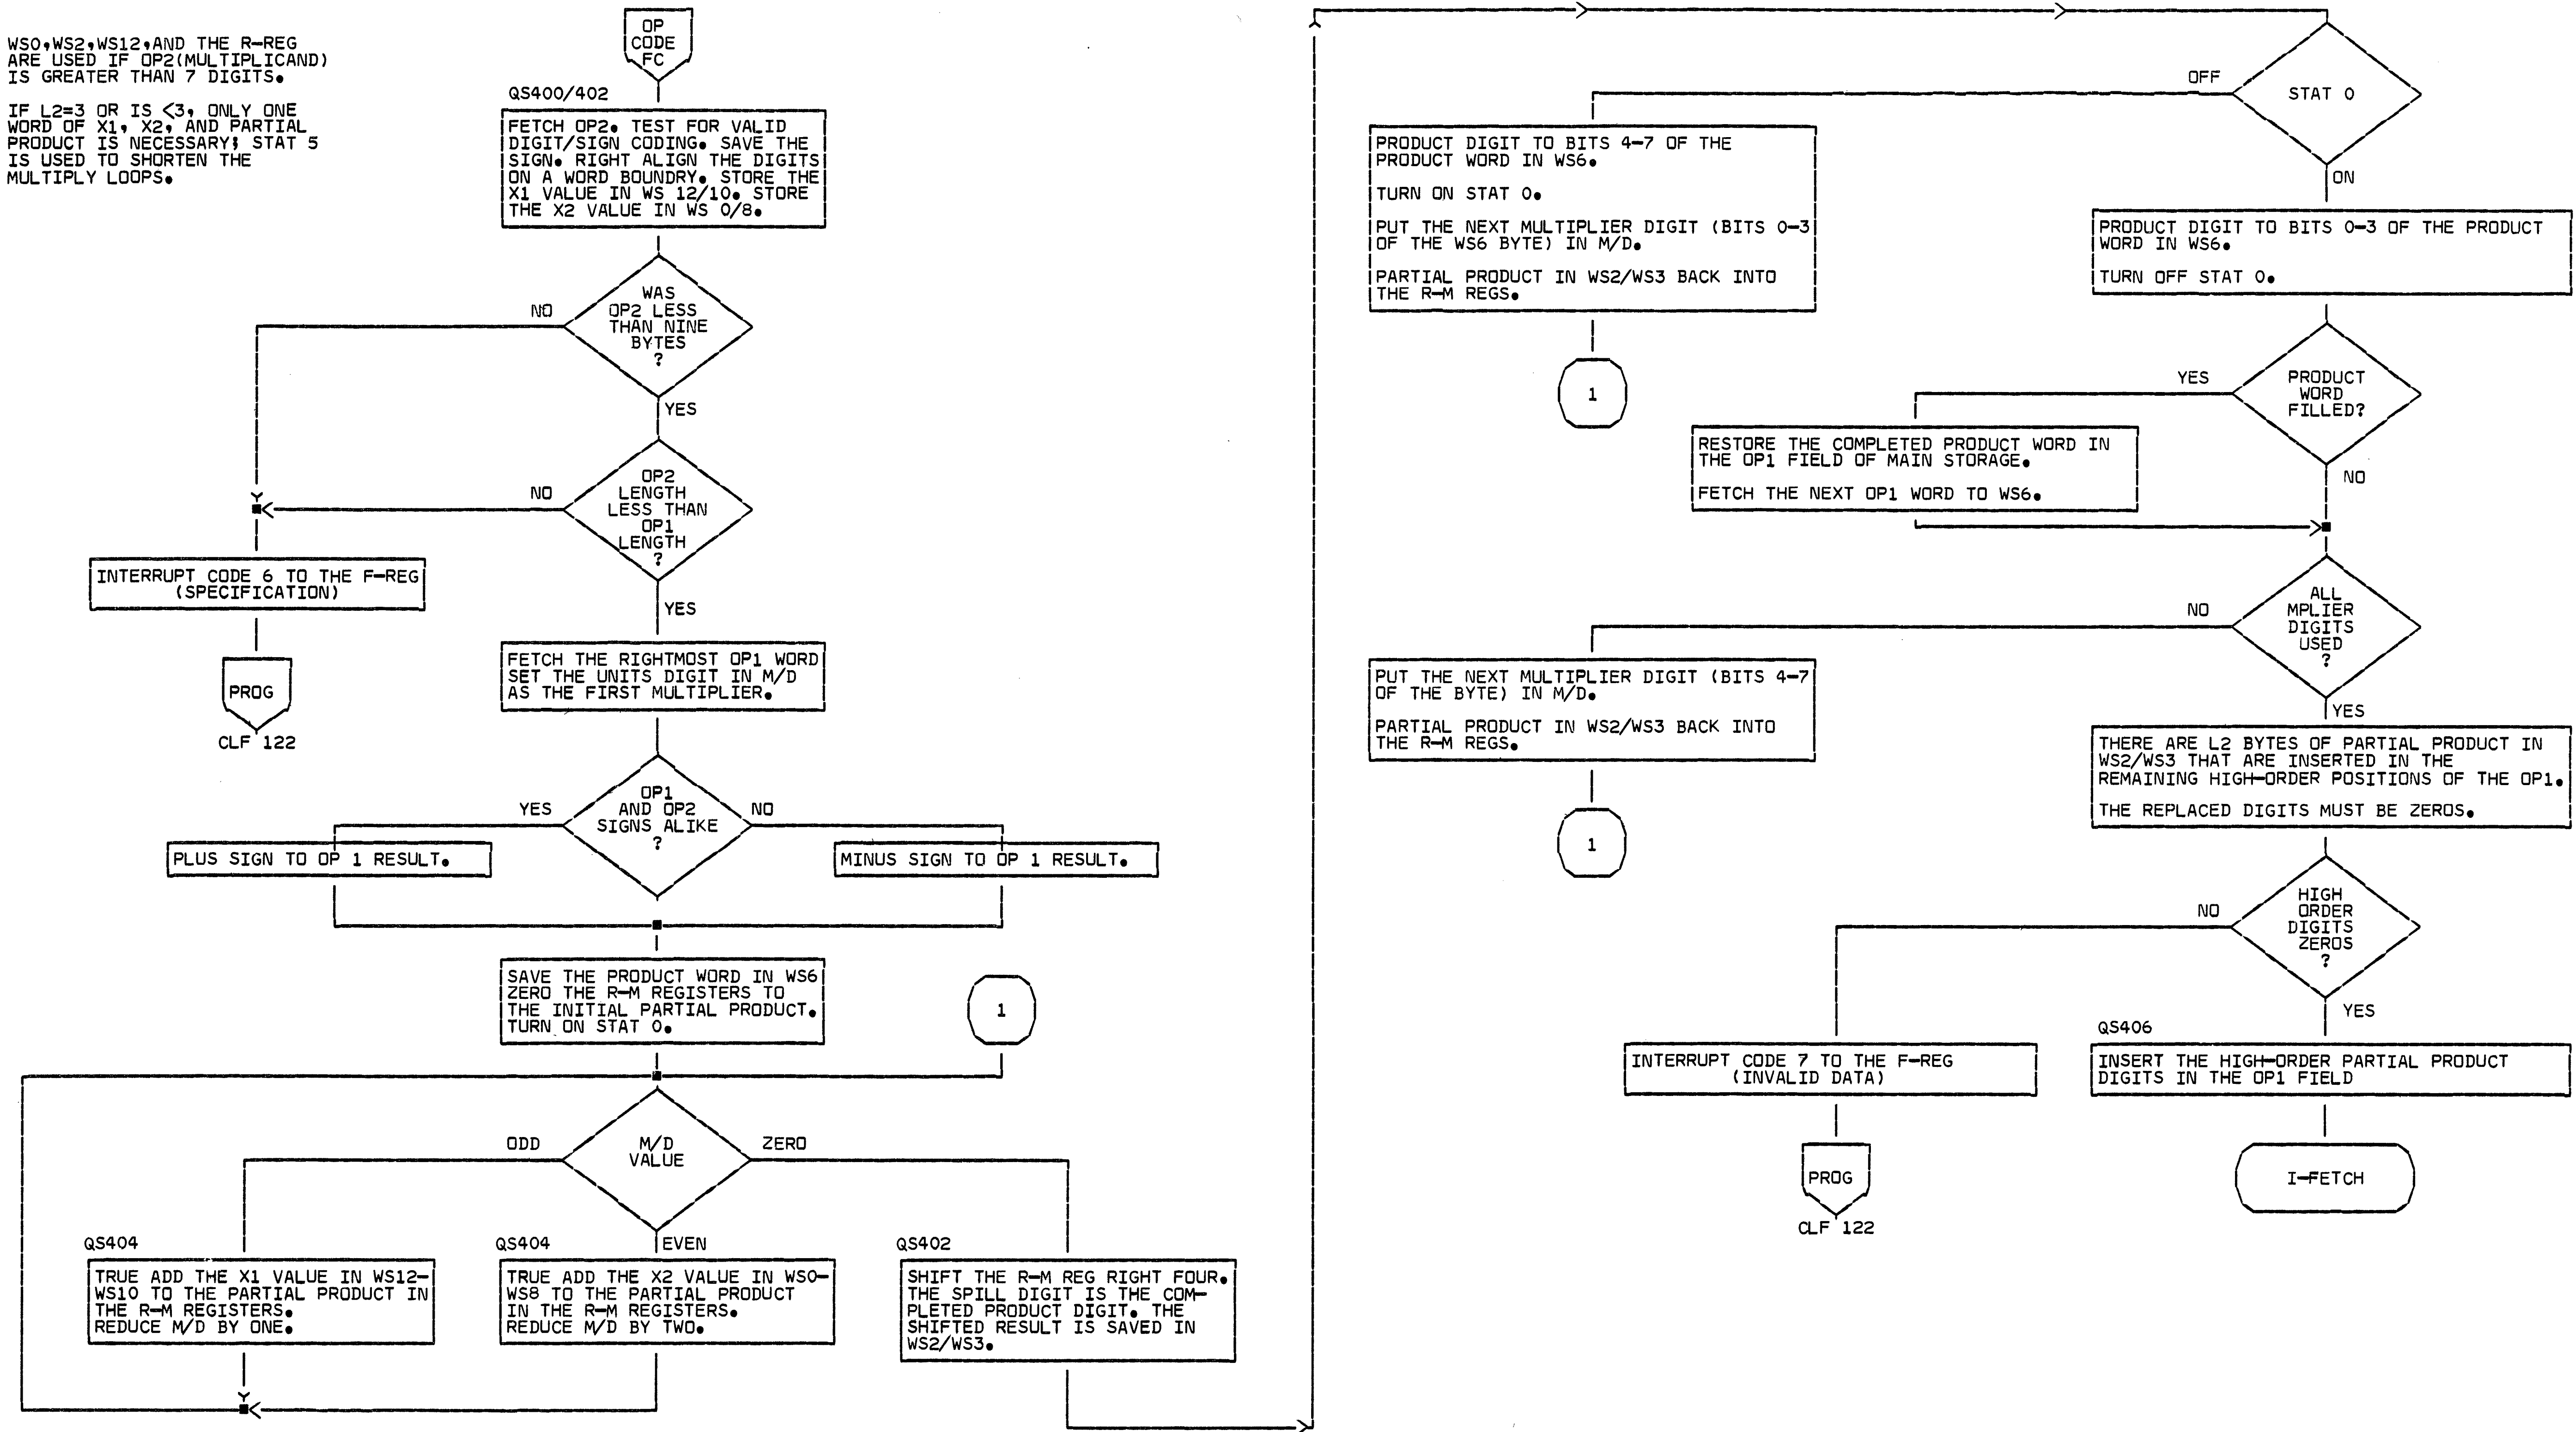 WS0,WS2,WS12,AND THE R-REG
ARE USED IF OP2(MULTIPLICAND)
IS GREATER THAN 7 DIGITS.
IF L2=3 OR IS <3, ONLY ONE
WORD OF X1, X2, AND PARTIAL
PRODUCT IS NECESSARY; STAT 5
IS USED TO SHORTEN THE
MULTIPLY LOOPS.
OP
CODE
FC
QS400/402
FETCH OP2. TEST FOR VALID
DIGIT/SIGN CODING. SAVE THE
SIGN. RIGHT ALIGN THE DIGITS
ON A WORD BOUNDRY. STORE THE
X1 VALUE IN WS 12/10. STORE
THE X2 VALUE IN WS 0/8.
WAS
OP2 LESS
THAN NINE
BYTES
?
NO
YES
OP2
LENGTH
LESS THAN
OP1
LENGTH
?
NO
YES
INTERRUPT CODE 6 TO THE F-REG
(SPECIFICATION)
PROG
CLF 122
FETCH THE RIGHTMOST OP1 WORD
SET THE UNITS DIGIT IN M/D
AS THE FIRST MULTIPLIER.
OP1
AND OP2
SIGNS ALIKE
?
YES
NO
PLUS SIGN TO OP 1 RESULT.
MINUS SIGN TO OP 1 RESULT.
SAVE THE PRODUCT WORD IN WS6
ZERO THE R-M REGISTERS TO
THE INITIAL PARTIAL PRODUCT.
TURN ON STAT 0.
1
M/D
VALUE
ODD
ZERO
EVEN
QS404
TRUE ADD THE X1 VALUE IN WS12-
WS10 TO THE PARTIAL PRODUCT IN
THE R-M REGISTERS.
REDUCE M/D BY ONE.
QS404
TRUE ADD THE X2 VALUE IN WS0-
WS8 TO THE PARTIAL PRODUCT
IN THE R-M REGISTERS.
REDUCE M/D BY TWO.
QS402
SHIFT THE R-M REG RIGHT FOUR.
THE SPILL DIGIT IS THE COM-
PLETED PRODUCT DIGIT. THE
SHIFTED RESULT IS SAVED IN
WS2/WS3.
STAT 0
OFF
ON
PRODUCT DIGIT TO BITS 4-7 OF THE
PRODUCT WORD IN WS6.
TURN ON STAT 0.
PUT THE NEXT MULTIPLIER DIGIT (BITS 0-3
OF THE WS6 BYTE) IN M/D.
PARTIAL PRODUCT IN WS2/WS3 BACK INTO
THE R-M REGS.
1
PRODUCT DIGIT TO BITS 0-3 OF THE PRODUCT
WORD IN WS6.
TURN OFF STAT 0.
PRODUCT
WORD
FILLED?
YES
NO
RESTORE THE COMPLETED PRODUCT WORD IN
THE OP1 FIELD OF MAIN STORAGE.
FETCH THE NEXT OP1 WORD TO WS6.
ALL
MPLIER
DIGITS
USED
?
NO
YES
PUT THE NEXT MULTIPLIER DIGIT (BITS 4-7
OF THE BYTE) IN M/D.
PARTIAL PRODUCT IN WS2/WS3 BACK INTO
THE R-M REGS.
1
THERE ARE L2 BYTES OF PARTIAL PRODUCT IN
WS2/WS3 THAT ARE INSERTED IN THE
REMAINING HIGH-ORDER POSITIONS OF THE OP1.
THE REPLACED DIGITS MUST BE ZEROS.
HIGH
ORDER
DIGITS
ZEROS
?
NO
YES
INTERRUPT CODE 7 TO THE F-REG
(INVALID DATA)
PROG
CLF 122
QS406
INSERT THE HIGH-ORDER PARTIAL PRODUCT
DIGITS IN THE OP1 FIELD
I-FETCH